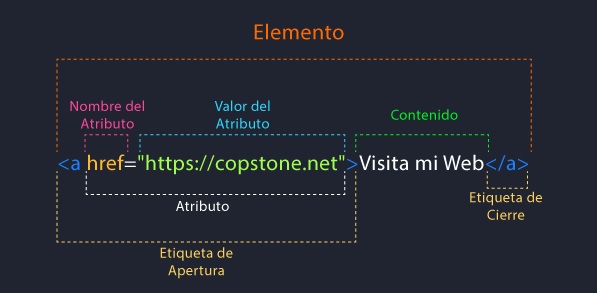 Elemento
Nombre del
Atributo
Valor del
Atributo
Contenido
<a href="https://copstone.net">Visita mi Web</a>
Atributo
Etiqueta de
Cierre
Etiqueta de
Apertura